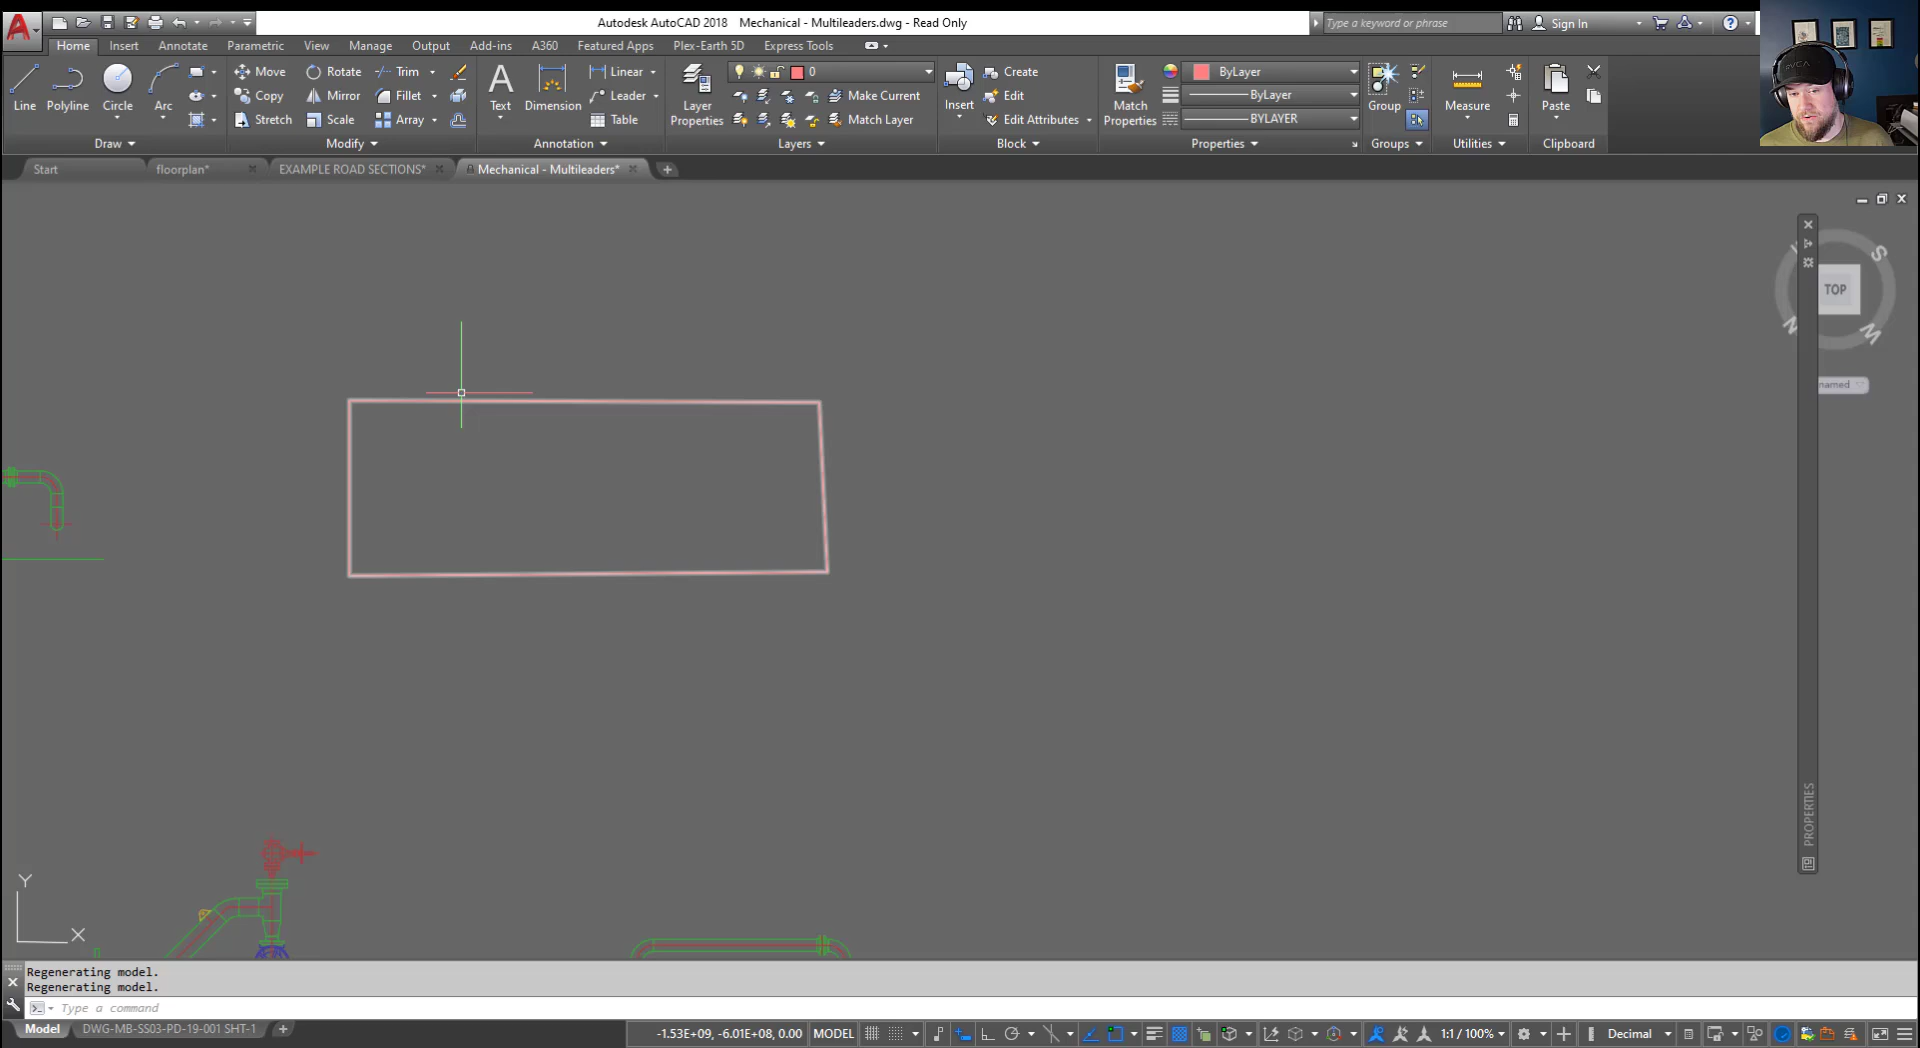 Autodesk AutoCAD 2018 Mechanical - Multileaders.dwg - Read Only
Type a keyword or phrase
Sign In
Home Insert Annotate Parametric View Manage Output Add-ins A360 Featured Apps Plex-Earth 5D Express Tools
Line Polyline Circle Arc
Move Rotate Trim
Copy Mirror Fillet
Stretch Scale Array
Text Dimension
Linear
Leader
Table
Layer Properties
0
Make Current
Match Layer
Insert
Create
Edit
Edit Attributes
Match Properties
ByLayer
ByLayer
BYLAYER
Group
Measure
Paste
Draw Modify Annotation Layers Block Properties Groups Utilities Clipboard
Start floorplan* EXAMPLE ROAD SECTIONS* Mechanical - Multileaders*
S
TOP
N
W
named
PROPERTIES
Y
X
Regenerating model.
Regenerating model.
Type a command
Model DWG-MB-SS03-PD-19-001 SHT-1
-1.53E+09, -6.01E+08, 0.00 MODEL 1:1 / 100% Decimal